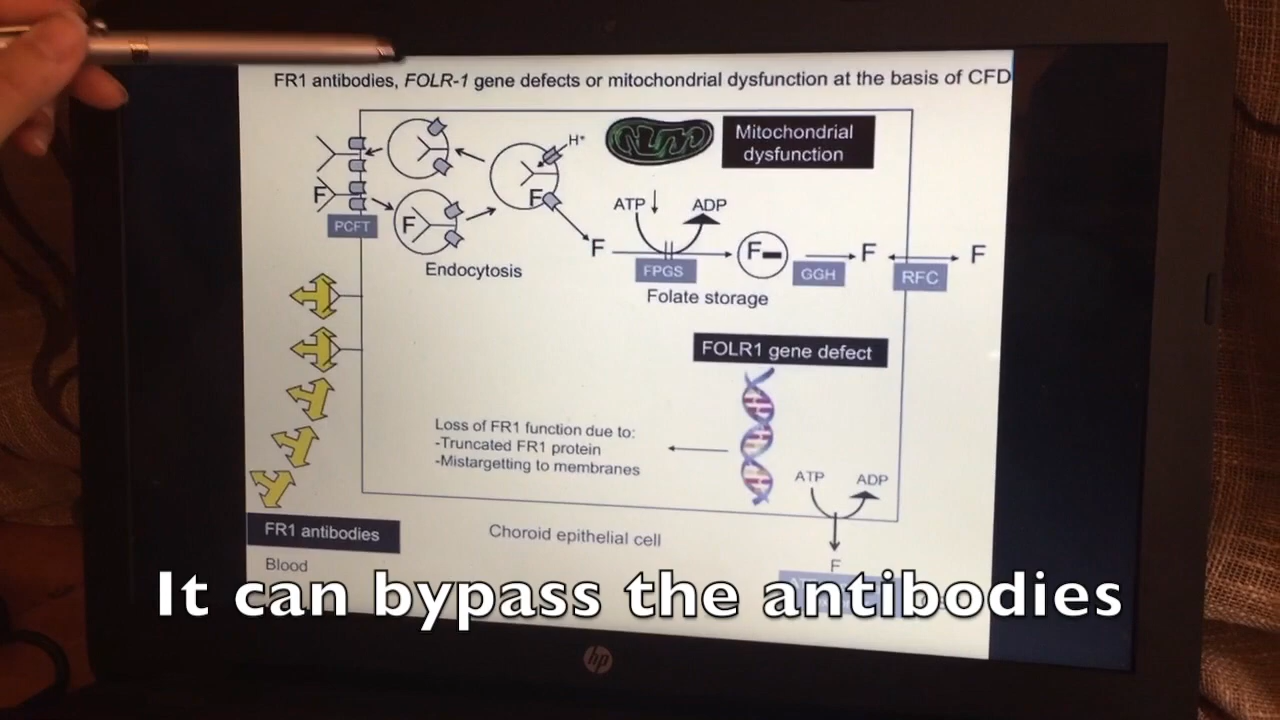 FR1 antibodies, FOLR-1 gene defects or mitochondrial dysfunction at the basis of CFD
Mitochondrial
dysfunction
H+
F
F
F
PCFT
Endocytosis
ATP
ADP
F
F
F
F
FPGS
GGH
RFC
Folate storage
FOLR1 gene defect
Loss of FR1 function due to:
-Truncated FR1 protein
-Mistargetting to membranes
ATP
ADP
F
FR1 antibodies
Choroid epithelial cell
Blood
It can bypass the antibodies
hp